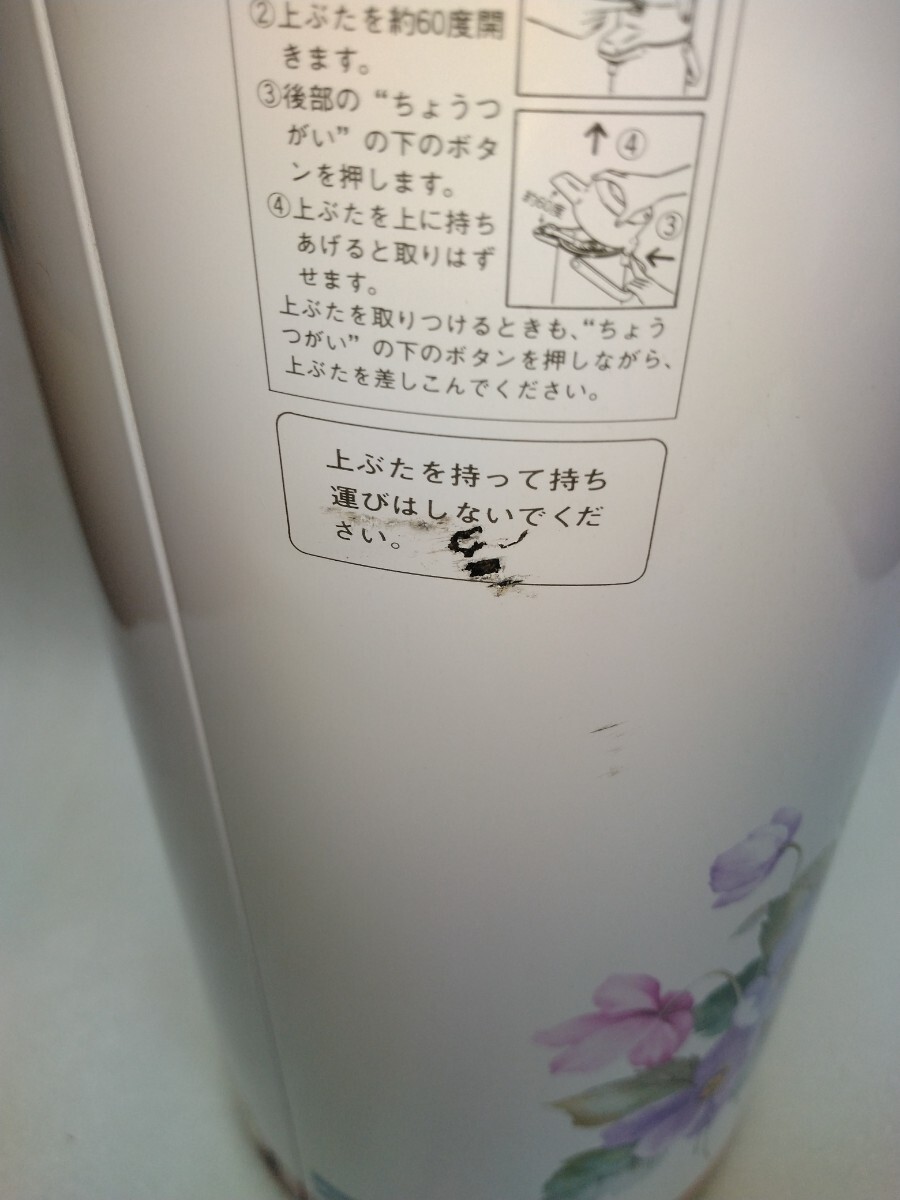 ②上ぶたを約60度開
きます。
③後部の“ちょうつ
がい”の下のボタ
ンを押します。
④上ぶたを上に持ち
あげると取りはず
せます。
上ぶたを取りつけるときも、“ちょう
つがい”の下のボタンを押しながら、
上ぶたを差しこんでください。
④
約60度
③
上ぶたを持って持ち
運びはしないでくだ
さい。